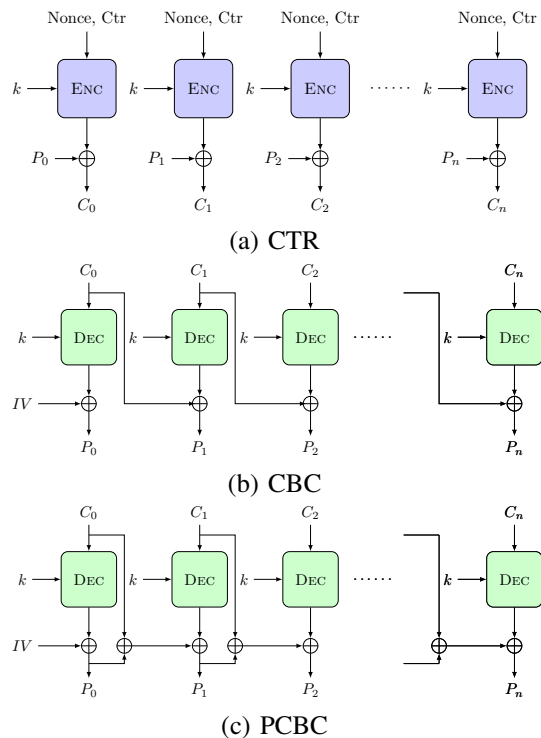 Nonce, Ctr Nonce, Ctr Nonce, Ctr Nonce, Ctr
k ENC k ENC k ENC ...... k ENC
P0 P1 P2 Pn
C0 C1 C2 Cn
(a) CTR
C0 C1 C2 Cn
k DEC k DEC k DEC ...... k DEC
IV
P0 P1 P2 Pn
(b) CBC
C0 C1 C2 Cn
k DEC k DEC k DEC ...... k DEC
IV
P0 P1 P2 Pn
(c) PCBC